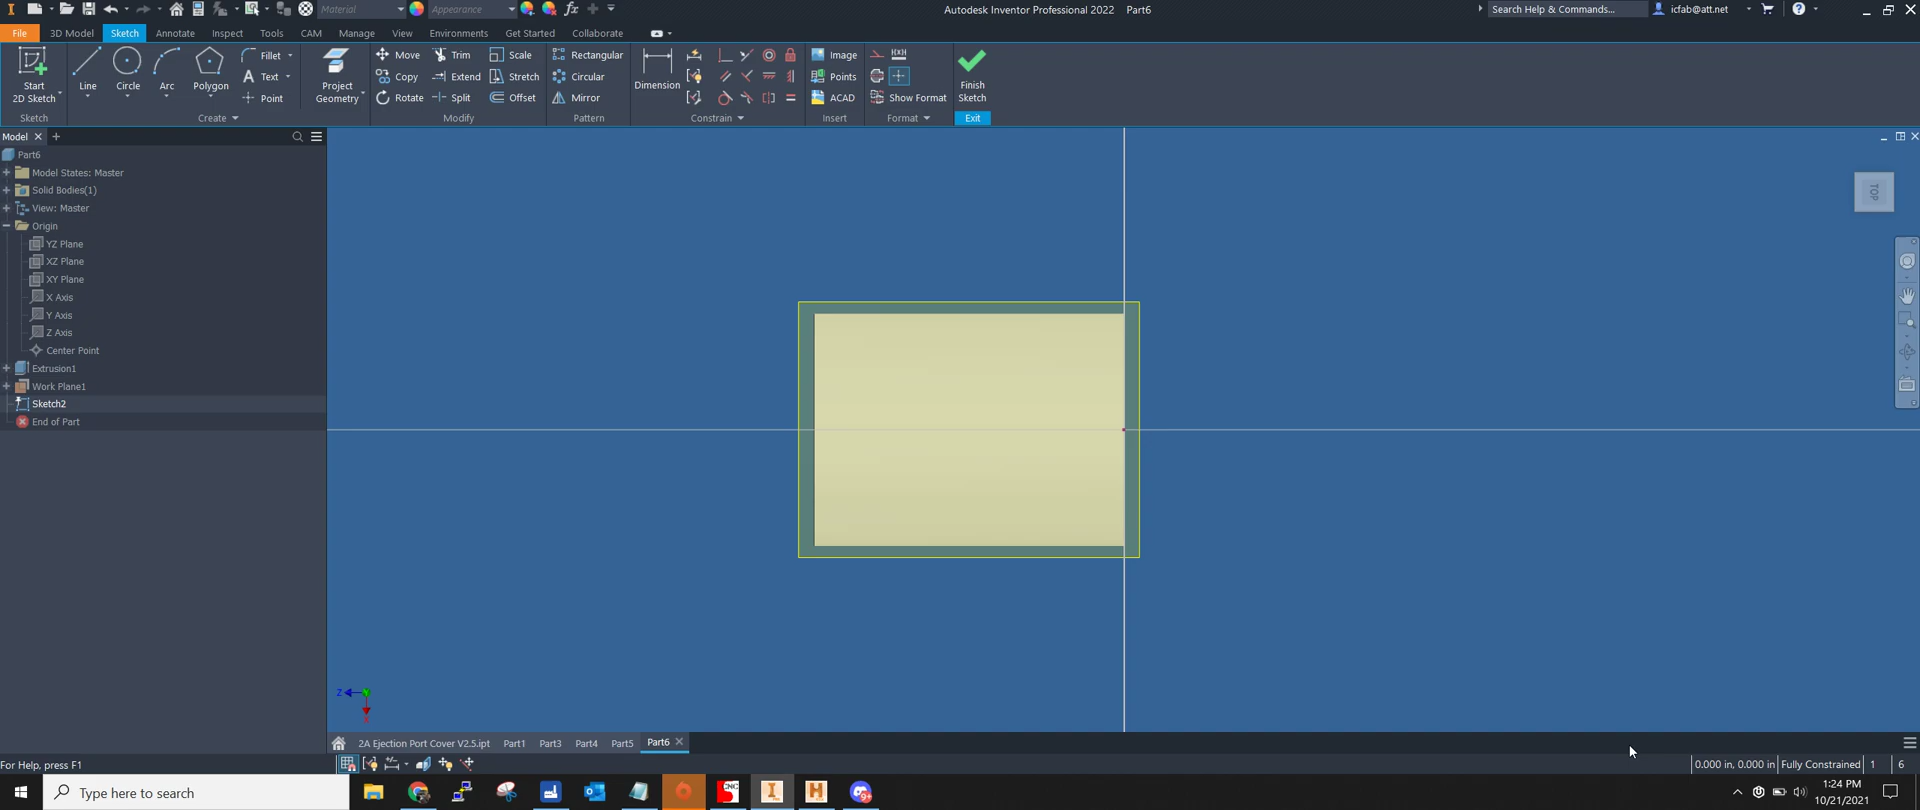 Material
Appearance
Autodesk Inventor Professional 2022 Part6
Search Help & Commands...
icfab@att.net
File 3D Model Sketch Annotate Inspect Tools CAM Manage View Environments Get Started Collaborate
Start
2D Sketch
Line
Circle
Arc
Polygon
Fillet
Text
Point
Project
Geometry
Move
Copy
Rotate
Trim
Extend
Split
Scale
Stretch
Offset
Rectangular
Circular
Mirror
Dimension
Image
Points
ACAD
Show Format
Finish
Sketch
Sketch Create Modify Pattern Constrain Insert Format Exit
Model
Part6
Model States: Master
Solid Bodies(1)
View: Master
Origin
YZ Plane
XZ Plane
XY Plane
X Axis
Y Axis
Z Axis
Center Point
Extrusion1
Work Plane1
Sketch2
End of Part
TOP
Z
X
2A Ejection Port Cover V2.5.ipt Part1 Part3 Part4 Part5 Part6
For Help, press F1
0.000 in, 0.000 in Fully Constrained 1 6
Type here to search
CNC
I
H
9+
1:24 PM
10/21/2021